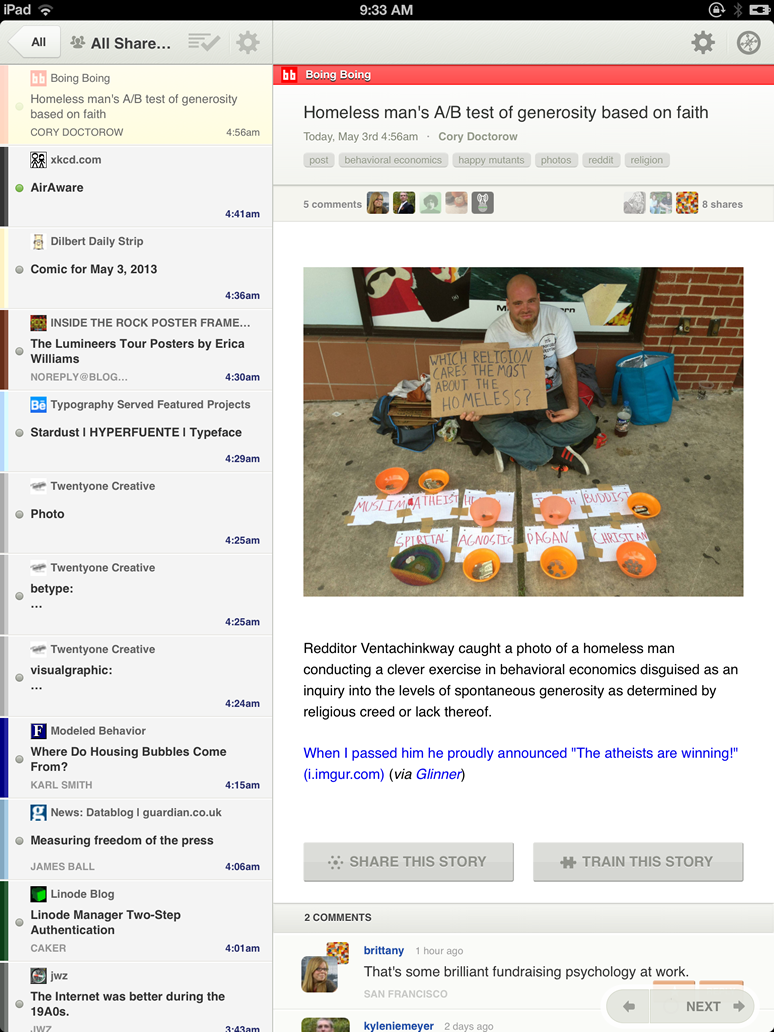 iPad
9:33 AM
All
All Share...
Boing Boing
Homeless man's A/B test of generosity
based on faith
CORY DOCTOROW
4:56am
xkcd.com
AirAware
4:41am
Dilbert Daily Strip
Comic for May 3, 2013
4:36am
INSIDE THE ROCK POSTER FRAME...
The Lumineers Tour Posters by Erica
Williams
NOREPLY@BLOG...
4:30am
Bē Typography Served Featured Projects
Stardust | HYPERFUENTE | Typeface
4:29am
Twentyone Creative
Photo
4:25am
Twentyone Creative
betype:
...
4:25am
Twentyone Creative
visualgraphic:
...
4:24am
F Modeled Behavior
Where Do Housing Bubbles Come
From?
KARL SMITH
4:15am
g News: Datablog | guardian.co.uk
Measuring freedom of the press
JAMES BALL
4:06am
Linode Blog
Linode Manager Two-Step
Authentication
CAKER
4:01am
jwz
The Internet was better during the
19A0s.
JWZ
3:43am
bb Boing Boing
Homeless man's A/B test of generosity based on faith
Today, May 3rd 4:56am · Cory Doctorow
post behavioral economics happy mutants photos reddit religion
5 comments
8 shares
WHICH RELIGION
CARES THE MOST
ABOUT THE
HOMELESS?
MUSLIM ATHEIST BUDDIST
SPIRITAL AGNOSTIC PAGAN CHRISTIAN
Redditor Ventachinkway caught a photo of a homeless man
conducting a clever exercise in behavioral economics disguised as an
inquiry into the levels of spontaneous generosity as determined by
religious creed or lack thereof.
When I passed him he proudly announced "The atheists are winning!"
(i.imgur.com) (via Glinner)
SHARE THIS STORY
TRAIN THIS STORY
2 COMMENTS
brittany 1 hour ago
That's some brilliant fundraising psychology at work.
SAN FRANCISCO
NEXT
kyleniemeyer 2 days ago